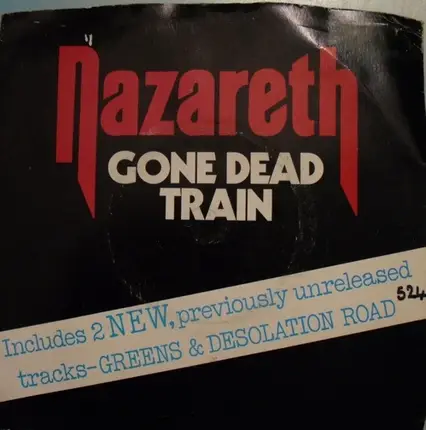 Nazareth
GONE DEAD
TRAIN
Includes 2 NEW, previously unreleased
tracks-GREENS & DESOLATION ROAD
524